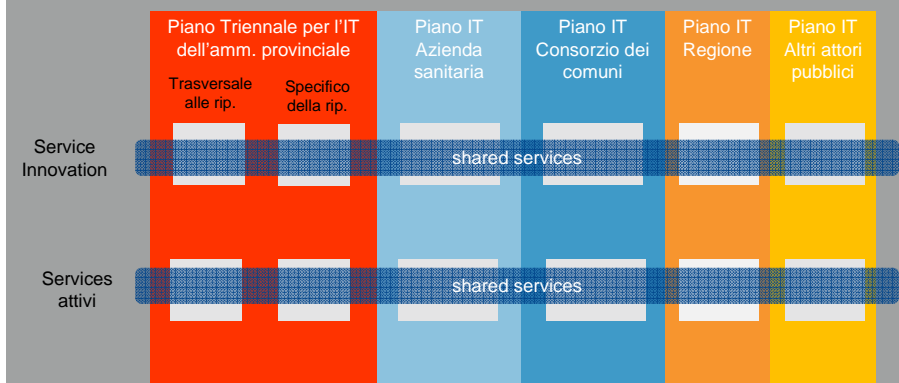 Piano Triennale per l'IT
dell'amm. provinciale
Piano IT
Azienda
sanitaria
Piano IT
Consorzio dei
comuni
Piano IT
Regione
Piano IT
Altri attori
pubblici
Trasversale
alle rip.
Specifico
della rip.
Service
Innovation
shared services
Services
attivi
shared services